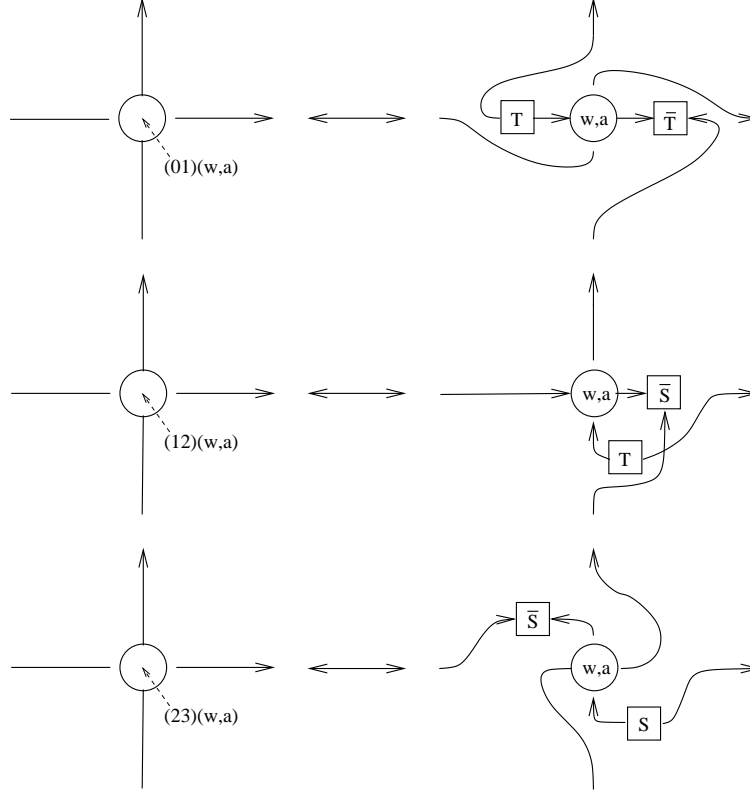 T w,a T̅
(01)(w,a)
w,a S̅
(12)(w,a)
T
S̅
w,a
(23)(w,a)
S